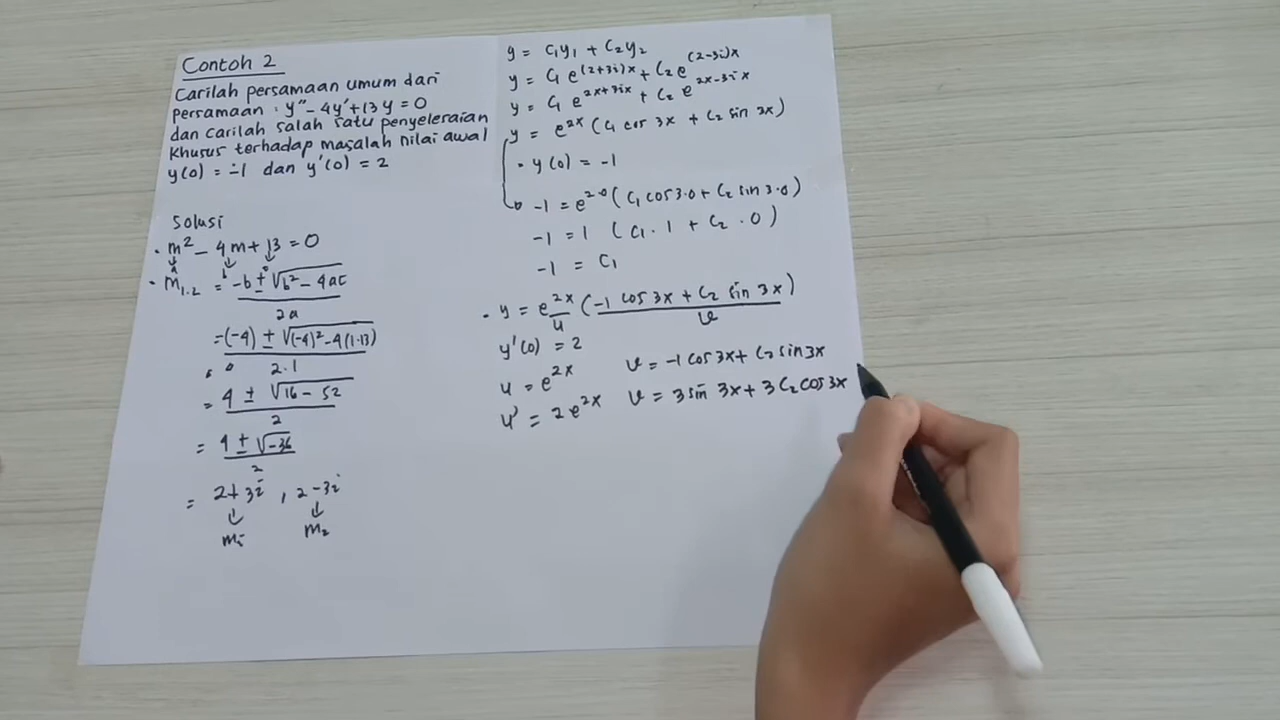 Contoh 2
Carilah persamaan umum dari
persamaan : y" - 4y' + 13y = 0
dan carilah salah satu penyeleraian
khusus terhadap masalah nilai awal
y(0) = -1 dan y'(0) = 2
Solusi
• m² - 4m + 13 = 0
a b c
• m1.2 = -b ± √b² - 4ac
2a
= (-4) ± √(-4)² - 4(1·13)
2.1
= 4 ± √16 - 52
2
= 4 ± √-36
2
= 2+3i , 2-3i
↓ ↓
m1 m2
y = C1y1 + C2y2
y = C1 e^(2+3i)x + C2 e^(2-3i)x
y = C1 e^2x+3ix + C2 e^2x-3ix
y = e^2x (C1 cos 3x + C2 sin 3x)
• y(0) = -1
-1 = e^2·0 (C1 cos 3·0 + C2 sin 3·0)
-1 = 1 (C1 · 1 + C2 · 0)
-1 = C1
• y = e^2x (-1 cos 3x + C2 sin 3x)
u v
y'(0) = 2
u = e^2x v = -1 cos 3x + C2 sin 3x
u' = 2e^2x v = 3 sin 3x + 3 C2 cos 3x